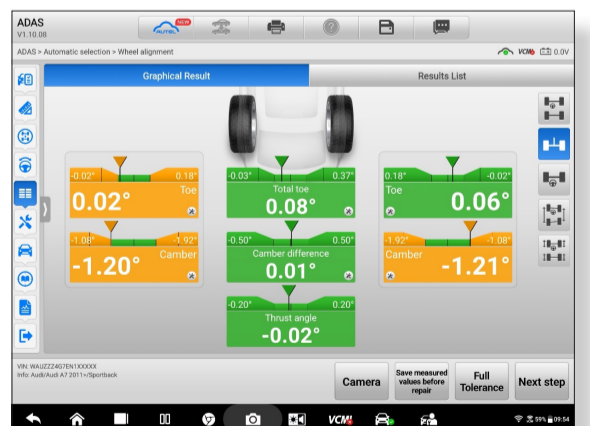 ADAS
V1.10.08
AUTEL
NEW
?
ADAS > Automatic selection > Wheel alignment
VCMI
0.0V
Graphical Result
Results List
-0.02°
0.18°
Toe
0.02°
-0.03°
0.37°
Total toe
0.08°
0.18°
-0.02°
Toe
0.06°
-1.08°
-1.92°
Camber
-1.20°
-0.50°
0.50°
Camber difference
0.01°
-1.92°
-1.08°
Camber
-1.21°
-0.20°
0.20°
Thrust angle
-0.02°
VIN: WAUZZZ4G7EN1XXXXX
Info: Audi/Audi A7 2011>/Sportback
Camera
Save measured
values before
repair
Full
Tolerance
Next step
VCMI
59%
09:54